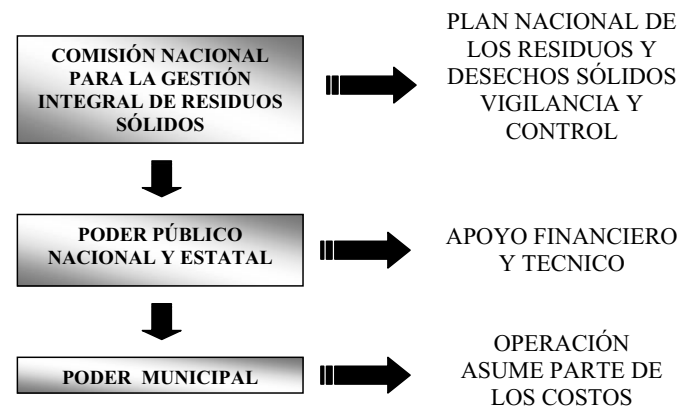 COMISIÓN NACIONAL
PARA LA GESTIÓN
INTEGRAL DE RESIDUOS
SÓLIDOS
PLAN NACIONAL DE
LOS RESIDUOS Y
DESECHOS SÓLIDOS
VIGILANCIA Y
CONTROL
PODER PÚBLICO
NACIONAL Y ESTATAL
APOYO FINANCIERO
Y TECNICO
PODER MUNICIPAL
OPERACIÓN
ASUME PARTE DE
LOS COSTOS